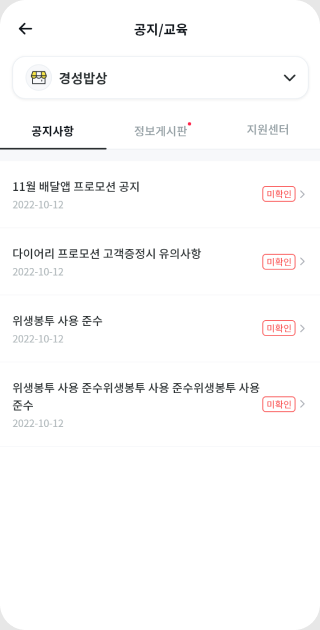 공지/교육
경성밥상
공지사항
정보게시판
지원센터
11월 배달앱 프로모션 공지
2022-10-12
미확인
다이어리 프로모션 고객증정시 유의사항
2022-10-12
미확인
위생봉투 사용 준수
2022-10-12
미확인
위생봉투 사용 준수위생봉투 사용 준수위생봉투 사용
준수
2022-10-12
미확인